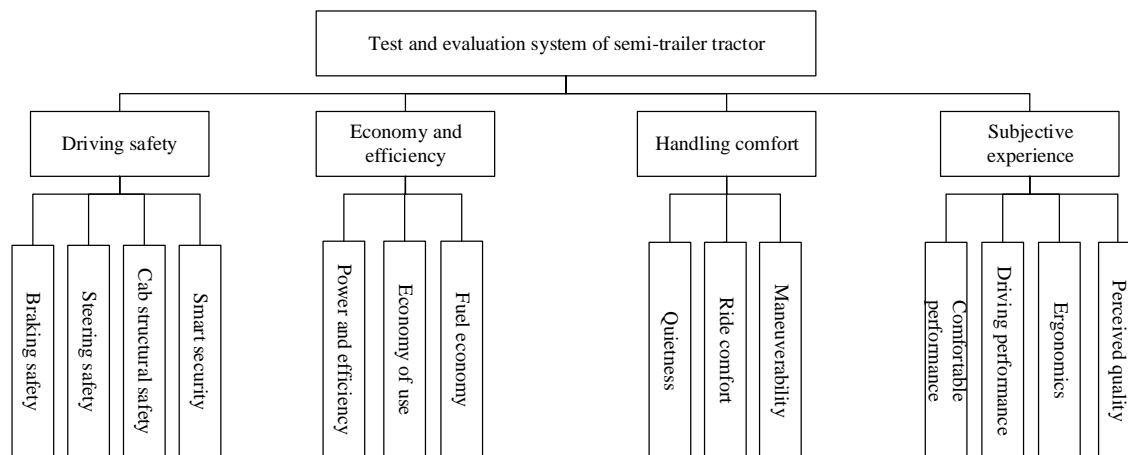 Test and evaluation system of semi-trailer tractor
Driving safety
Economy and
efficiency
Handling comfort
Subjective
experience
Braking safety
Steering safety
Cab structural safety
Smart security
Power and efficiency
Economy of use
Fuel economy
Quietness
Ride comfort
Maneuverability
Comfortable
performance
Driving performance
Ergonomics
Perceived quality